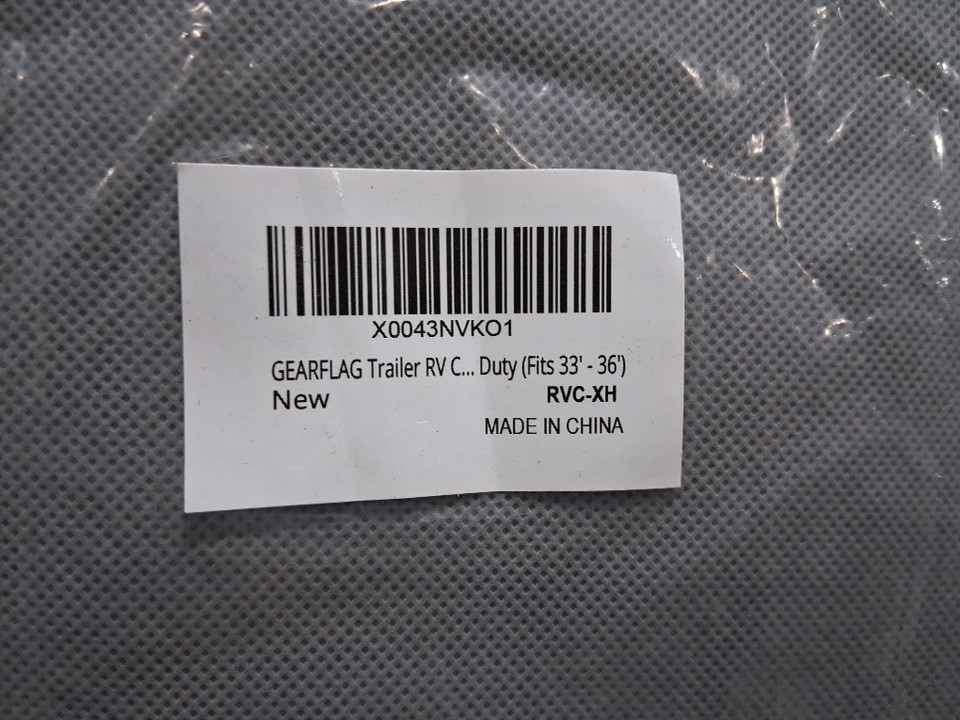 X0043NVKO1
GEARFLAG Trailer RV C... Duty (Fits 33' - 36')
New
RVC-XH
MADE IN CHINA